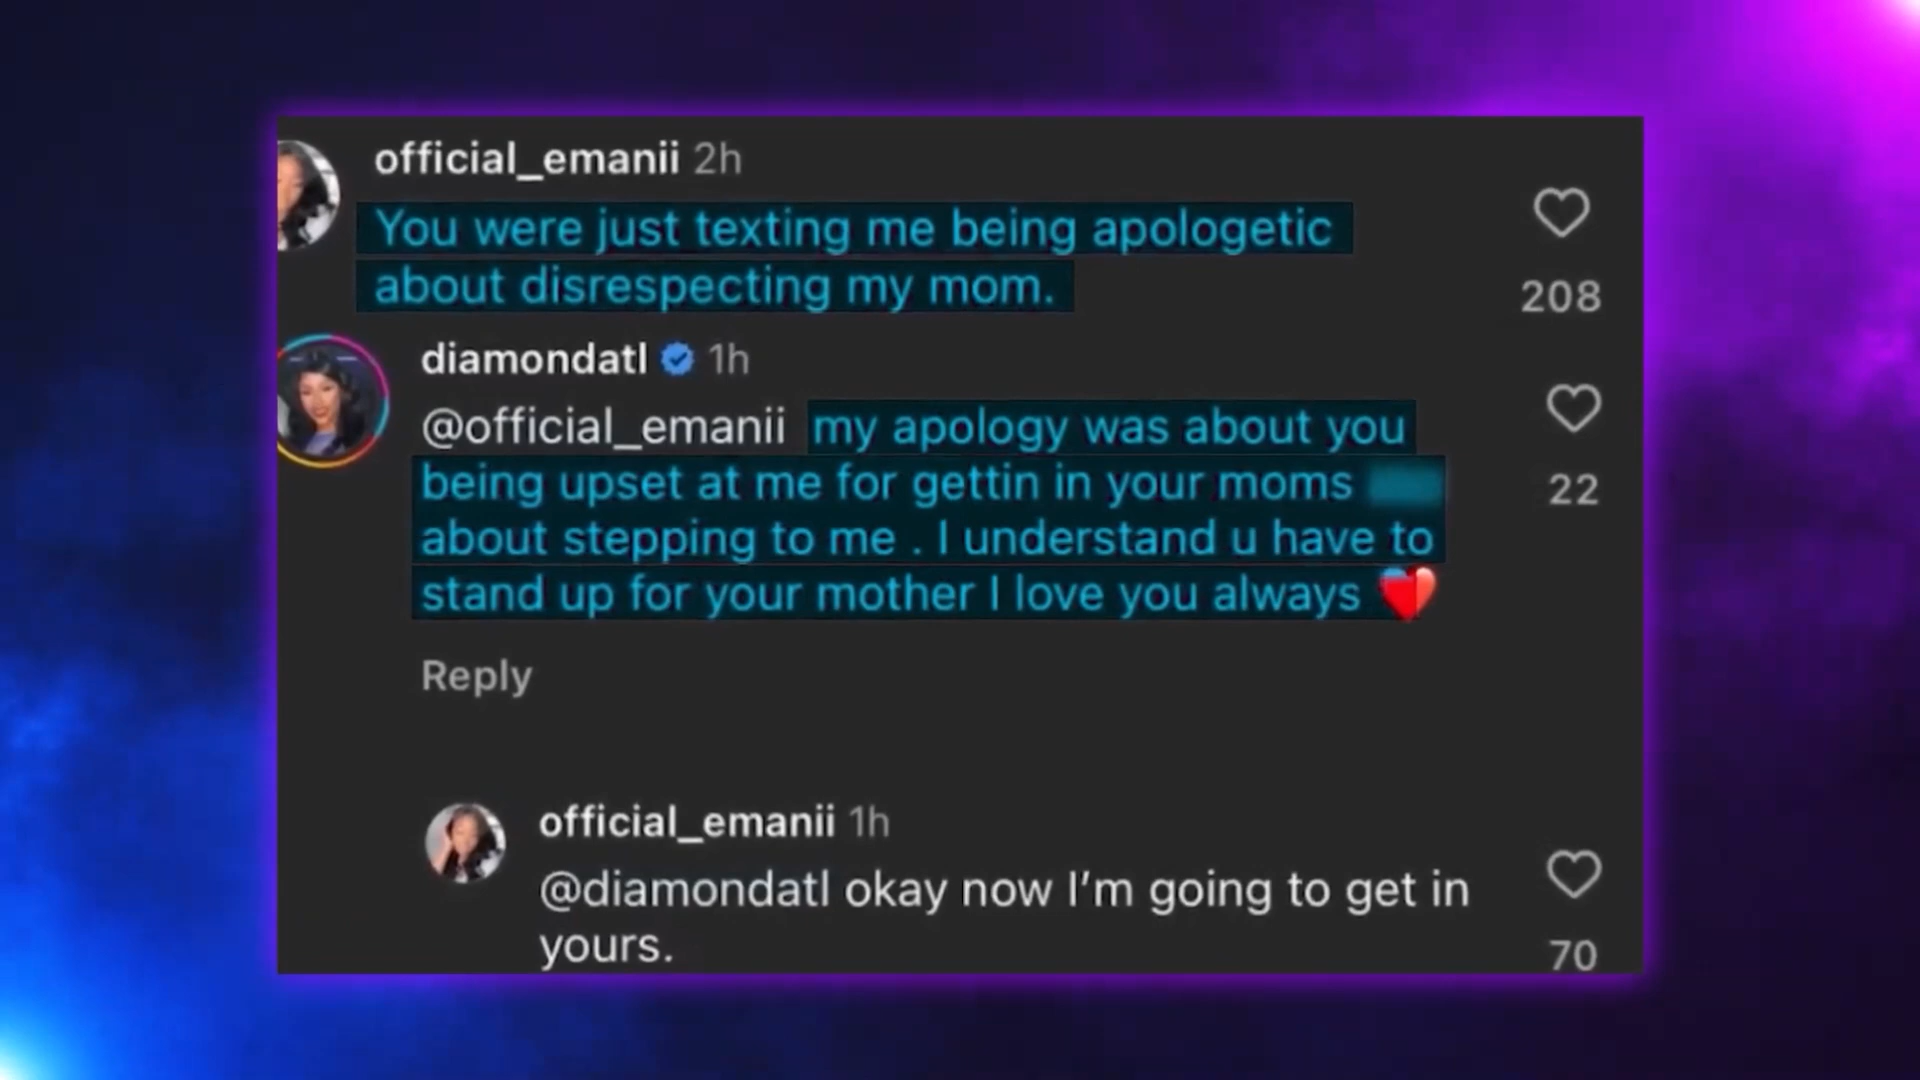 official_emanii 2h
You were just texting me being apologetic
about disrespecting my mom.
208
diamondatl 1h
@official_emanii my apology was about you
being upset at me for gettin in your moms
about stepping to me . I understand u have to
stand up for your mother I love you always ❤️
22
Reply
official_emanii 1h
@diamondatl okay now I'm going to get in
yours.
70